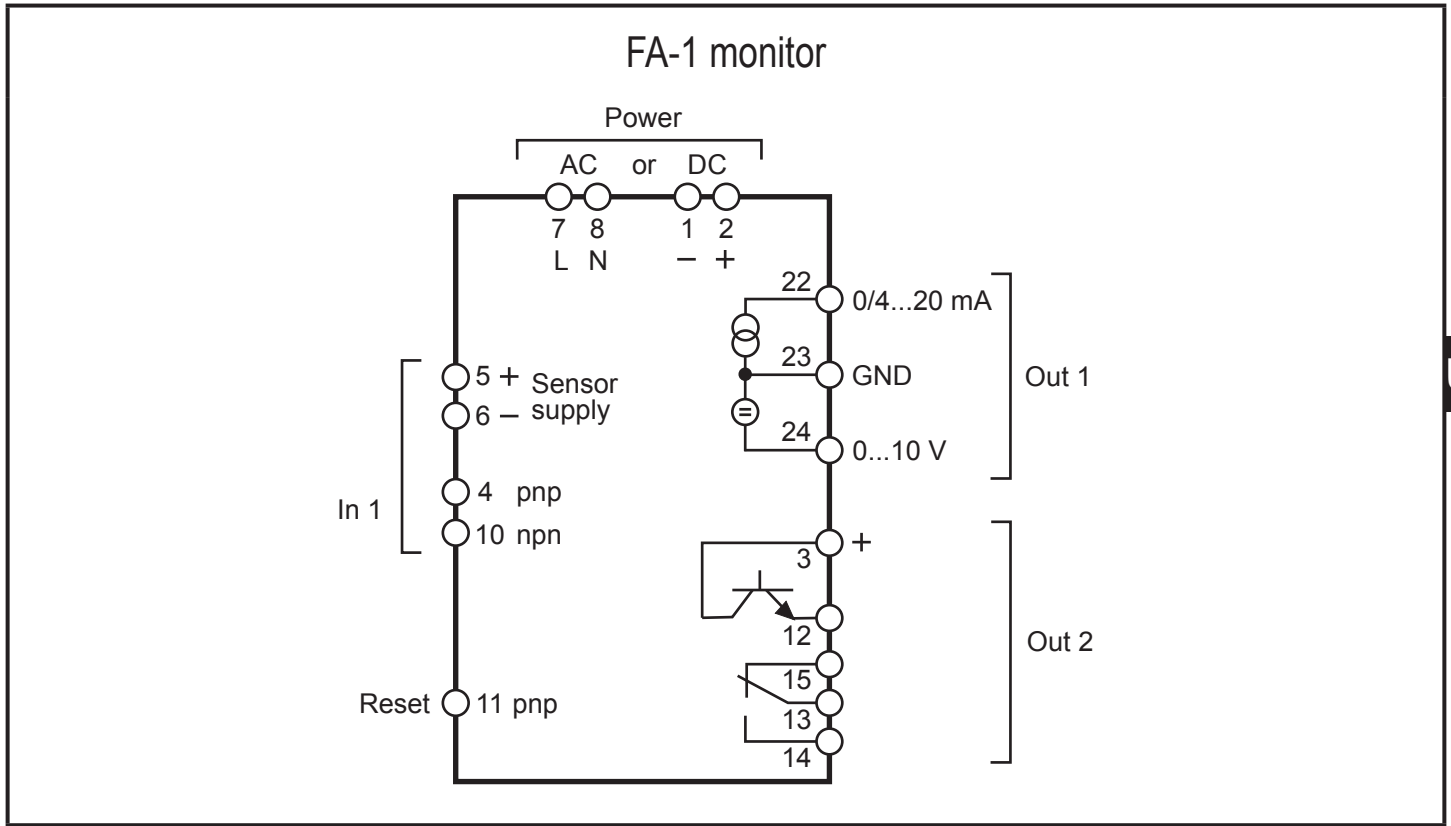 FA-1 monitor
Power
AC or DC
7 8 1 2
L N − +
22 0/4...20 mA
23 GND
Out 1
24 0...10 V
5 + Sensor
6 − supply
In 1
4 pnp
10 npn
3 +
12
Out 2
15
Reset 11 pnp
13
14